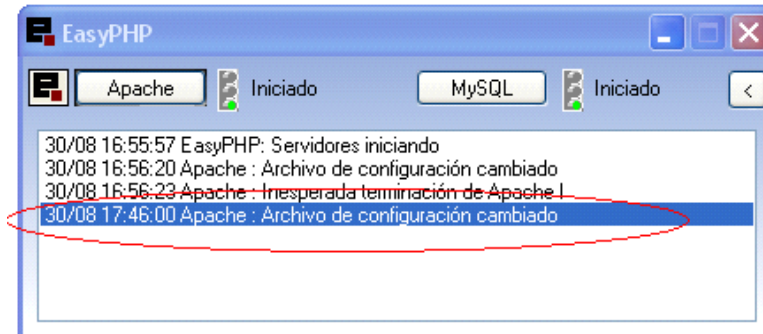 EasyPHP
Apache Iniciado MySQL Iniciado <
30/08 16:55:57 EasyPHP: Servidores iniciando
30/08 16:56:20 Apache : Archivo de configuración cambiado
30/08 16:56:23 Apache : Inesperada terminación de Apache !
30/08 17:46:00 Apache : Archivo de configuración cambiado